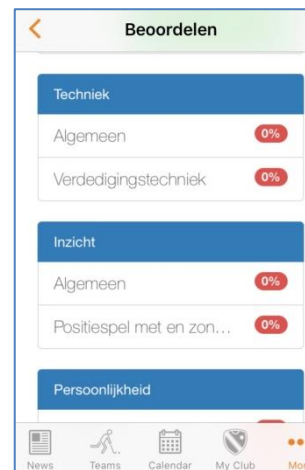 Beoordelen
Techniek
Algemeen 0%
Verdedigingstechniek 0%
Inzicht
Algemeen 0%
Positiespel met en zon... 0%
Persoonlijkheid
News Teams Calendar My Club